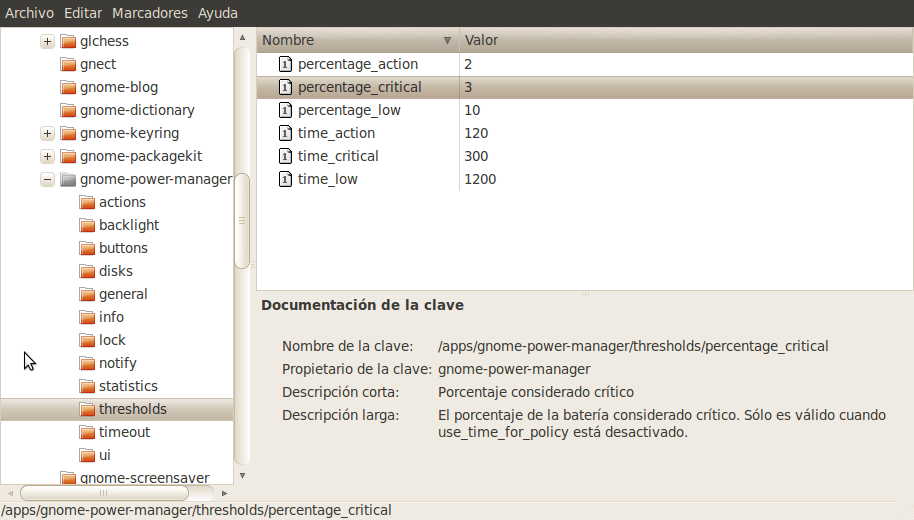 Archivo Editar Marcadores Ayuda
glchess
gnect
gnome-blog
gnome-dictionary
gnome-keyring
gnome-packagekit
gnome-power-manager
actions
backlight
buttons
disks
general
info
lock
notify
statistics
thresholds
timeout
ui
gnome-screensaver
Nombre Valor
percentage_action 2
percentage_critical 3
percentage_low 10
time_action 120
time_critical 300
time_low 1200
Documentación de la clave
Nombre de la clave: /apps/gnome-power-manager/thresholds/percentage_critical
Propietario de la clave: gnome-power-manager
Descripción corta: Porcentaje considerado crítico
Descripción larga: El porcentaje de la batería considerado crítico. Sólo es válido cuando
use_time_for_policy está desactivado.
/apps/gnome-power-manager/thresholds/percentage_critical